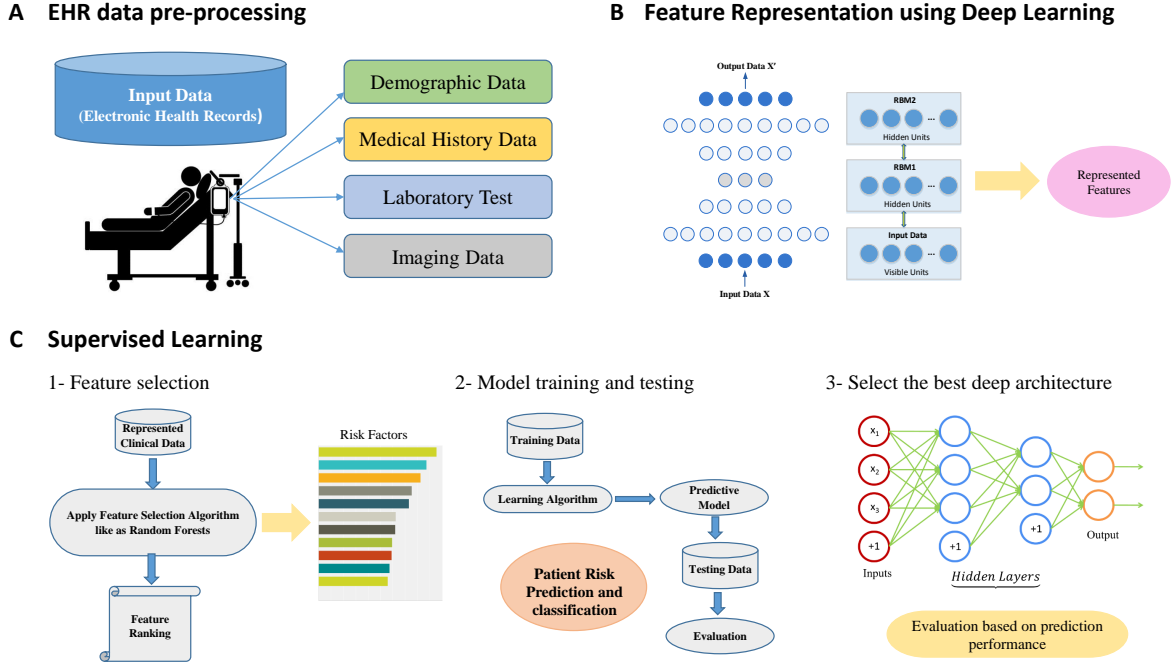 A EHR data pre-processing
Input Data
(Electronic Health Records)
Demographic Data
Medical History Data
Laboratory Test
Imaging Data
B Feature Representation using Deep Learning
Output Data X'
Input Data X
RBM2
...
Hidden Units
RBM1
...
Hidden Units
Input Data
...
Visible Units
Represented
Features
C Supervised Learning
1- Feature selection
Represented
Clinical Data
Apply Feature Selection Algorithm
like as Random Forests
Feature
Ranking
Risk Factors
2- Model training and testing
Training Data
Learning Algorithm
Predictive
Model
Testing Data
Evaluation
Patient Risk
Prediction and
classification
3- Select the best deep architecture
x1
x2
x3
+1
+1
+1
Inputs
Hidden Layers
Output
Evaluation based on prediction
performance